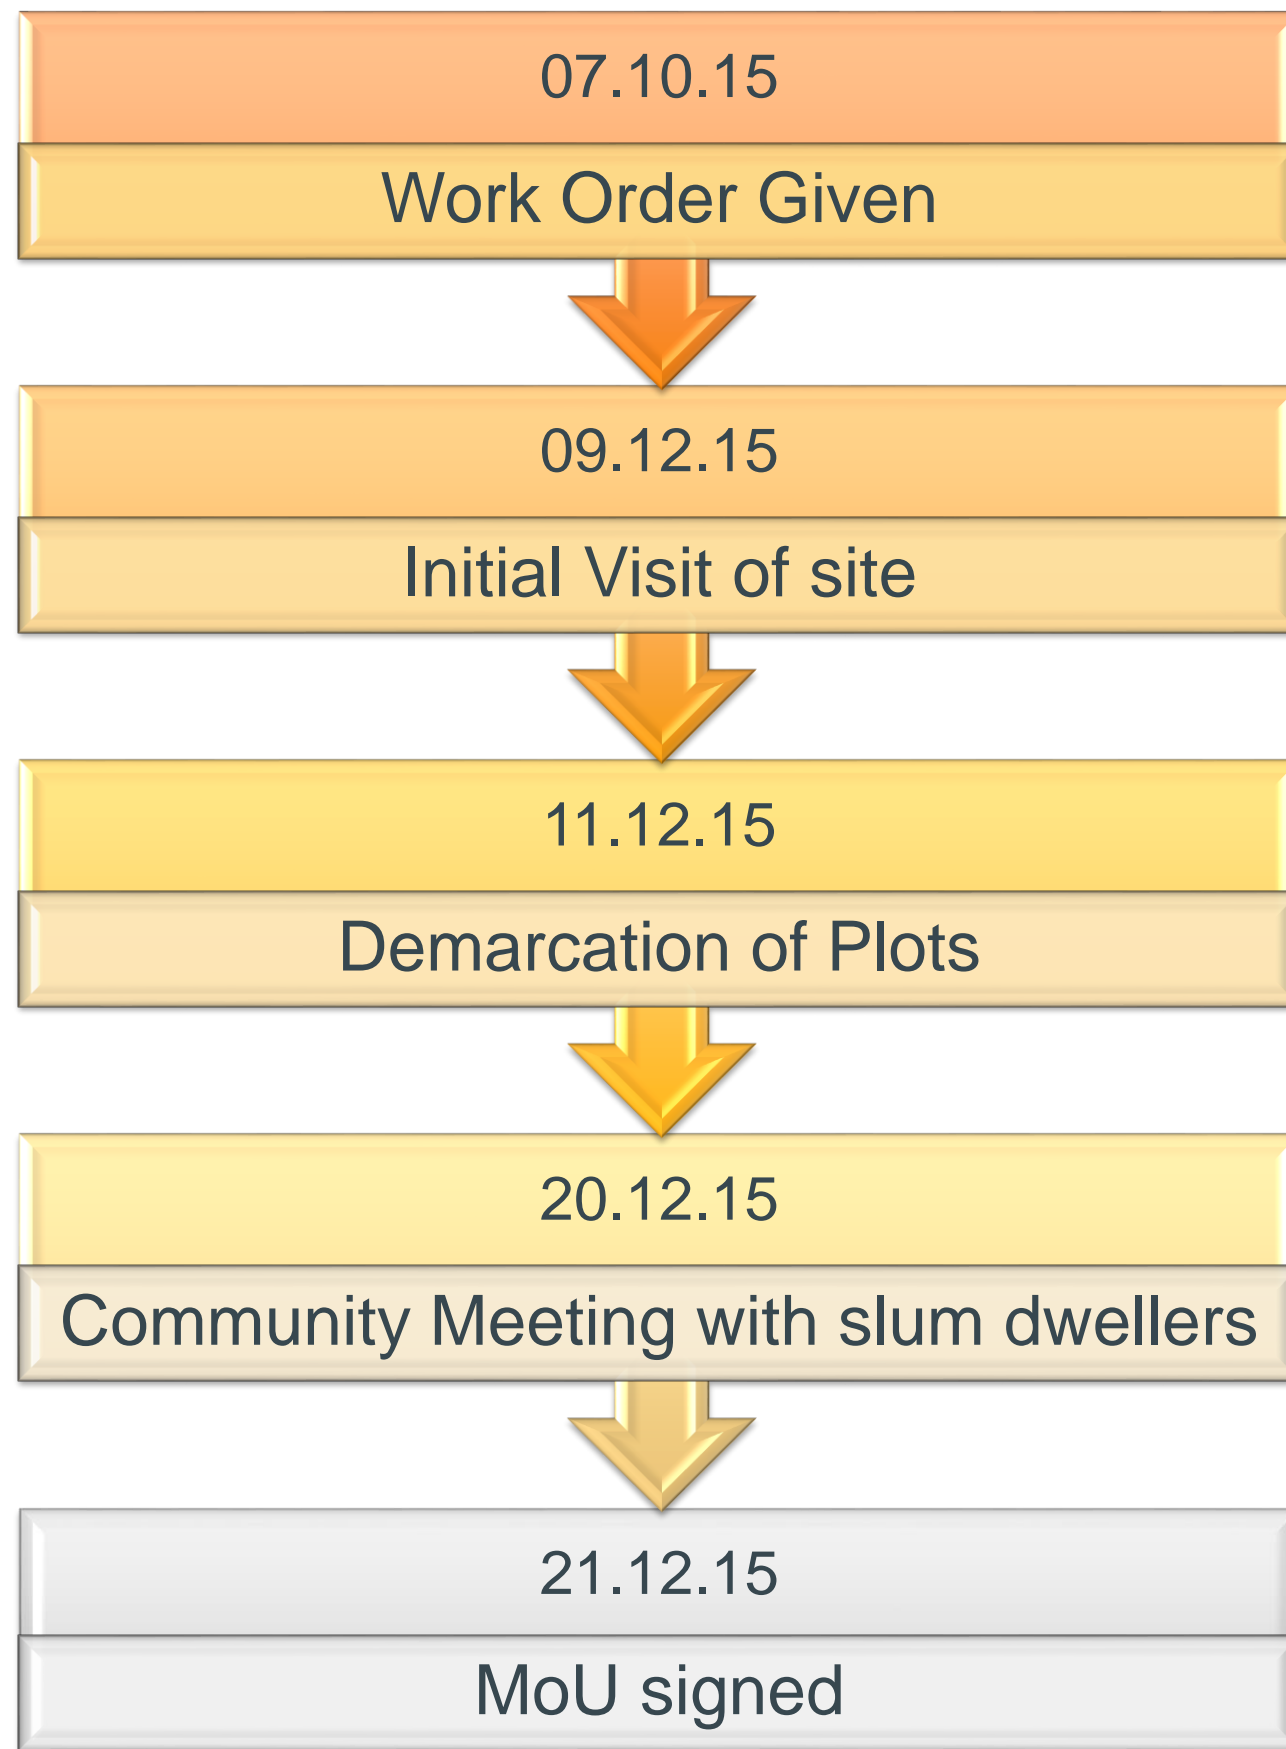 07.10.15
Work Order Given
09.12.15
Initial Visit of site
11.12.15
Demarcation of Plots
20.12.15
Community Meeting with slum dwellers
21.12.15
MoU signed